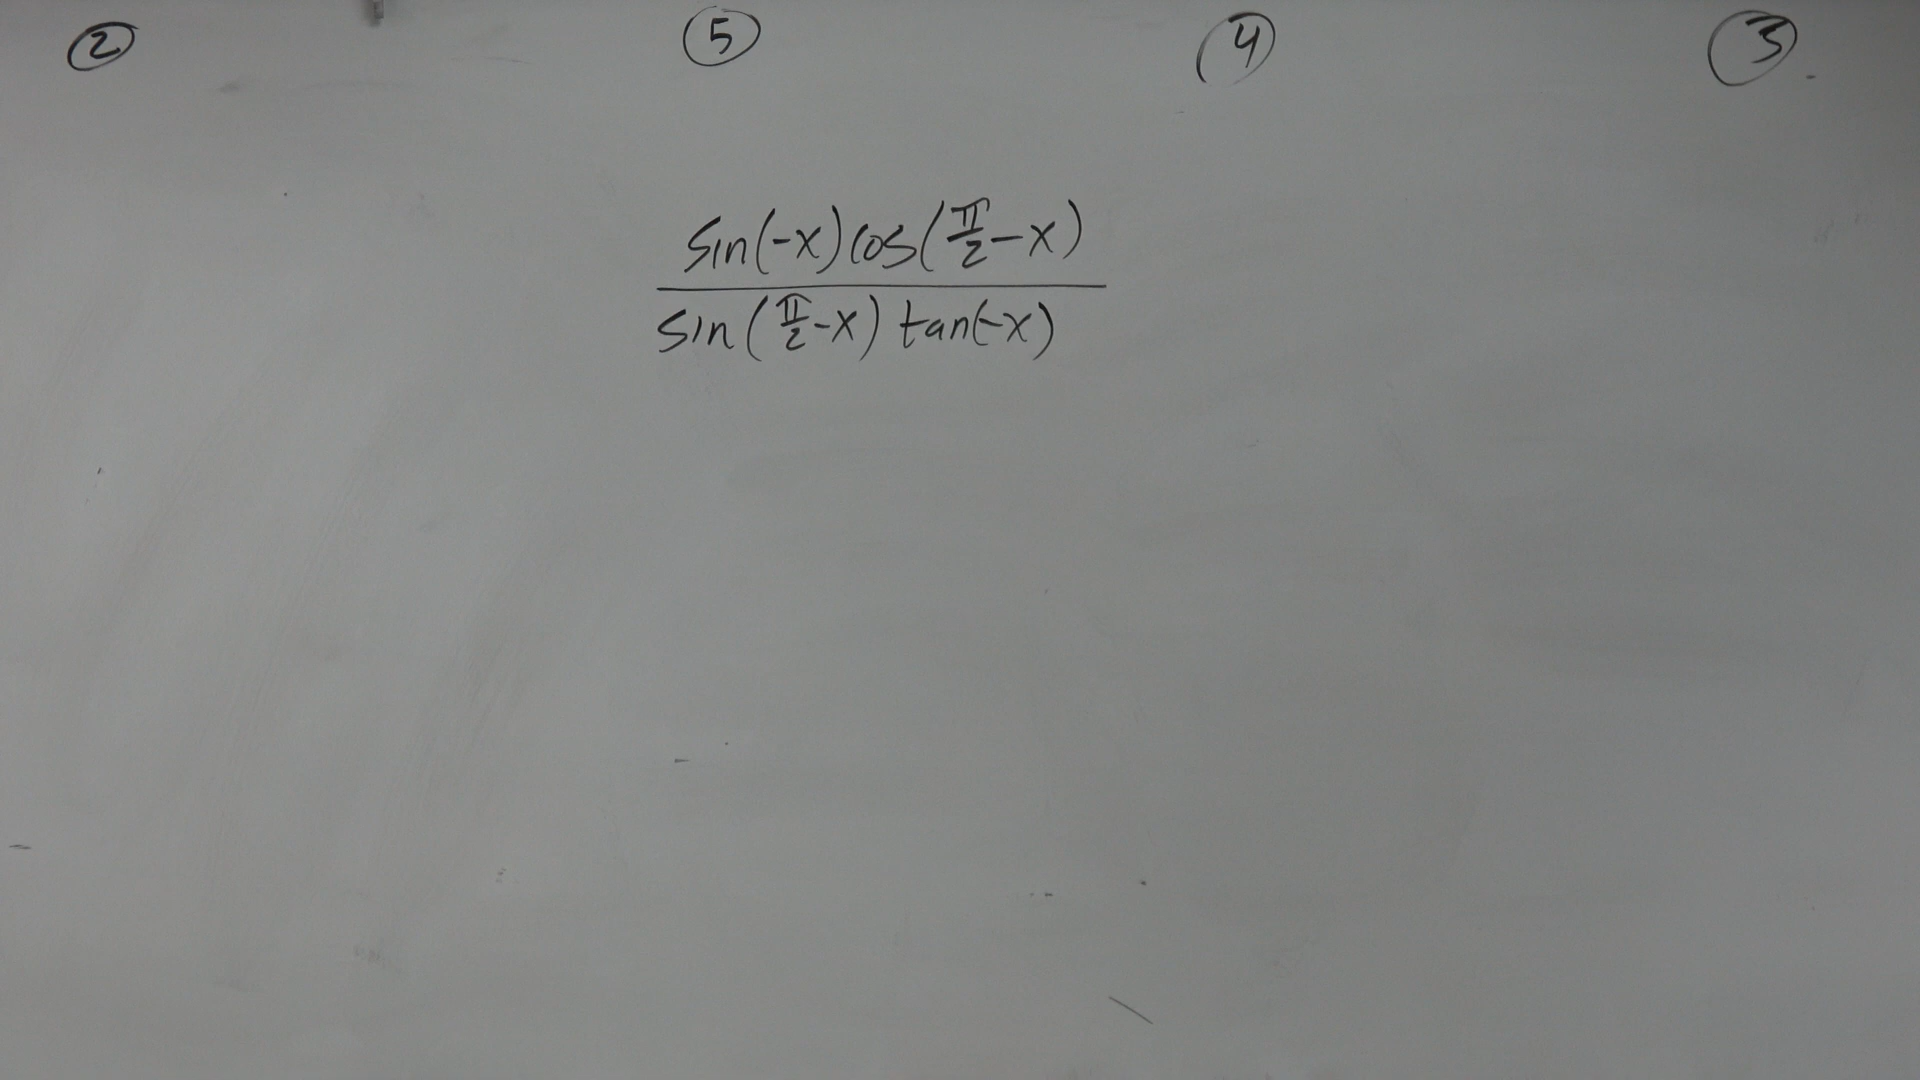 ② ⑤ ④ ③
sin(-x) cos(π/2 - x)
sin(π/2 - x) tan(-x)